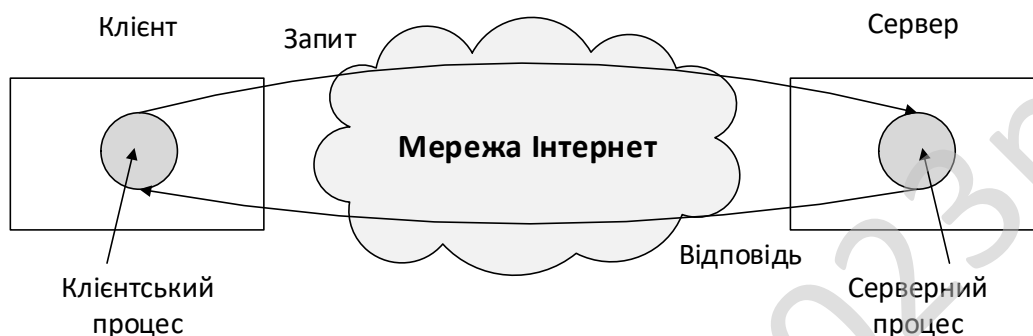 Клієнт
Запит
Сервер
Мережа Інтернет
Відповідь
Клієнтський
процес
Серверний
процес